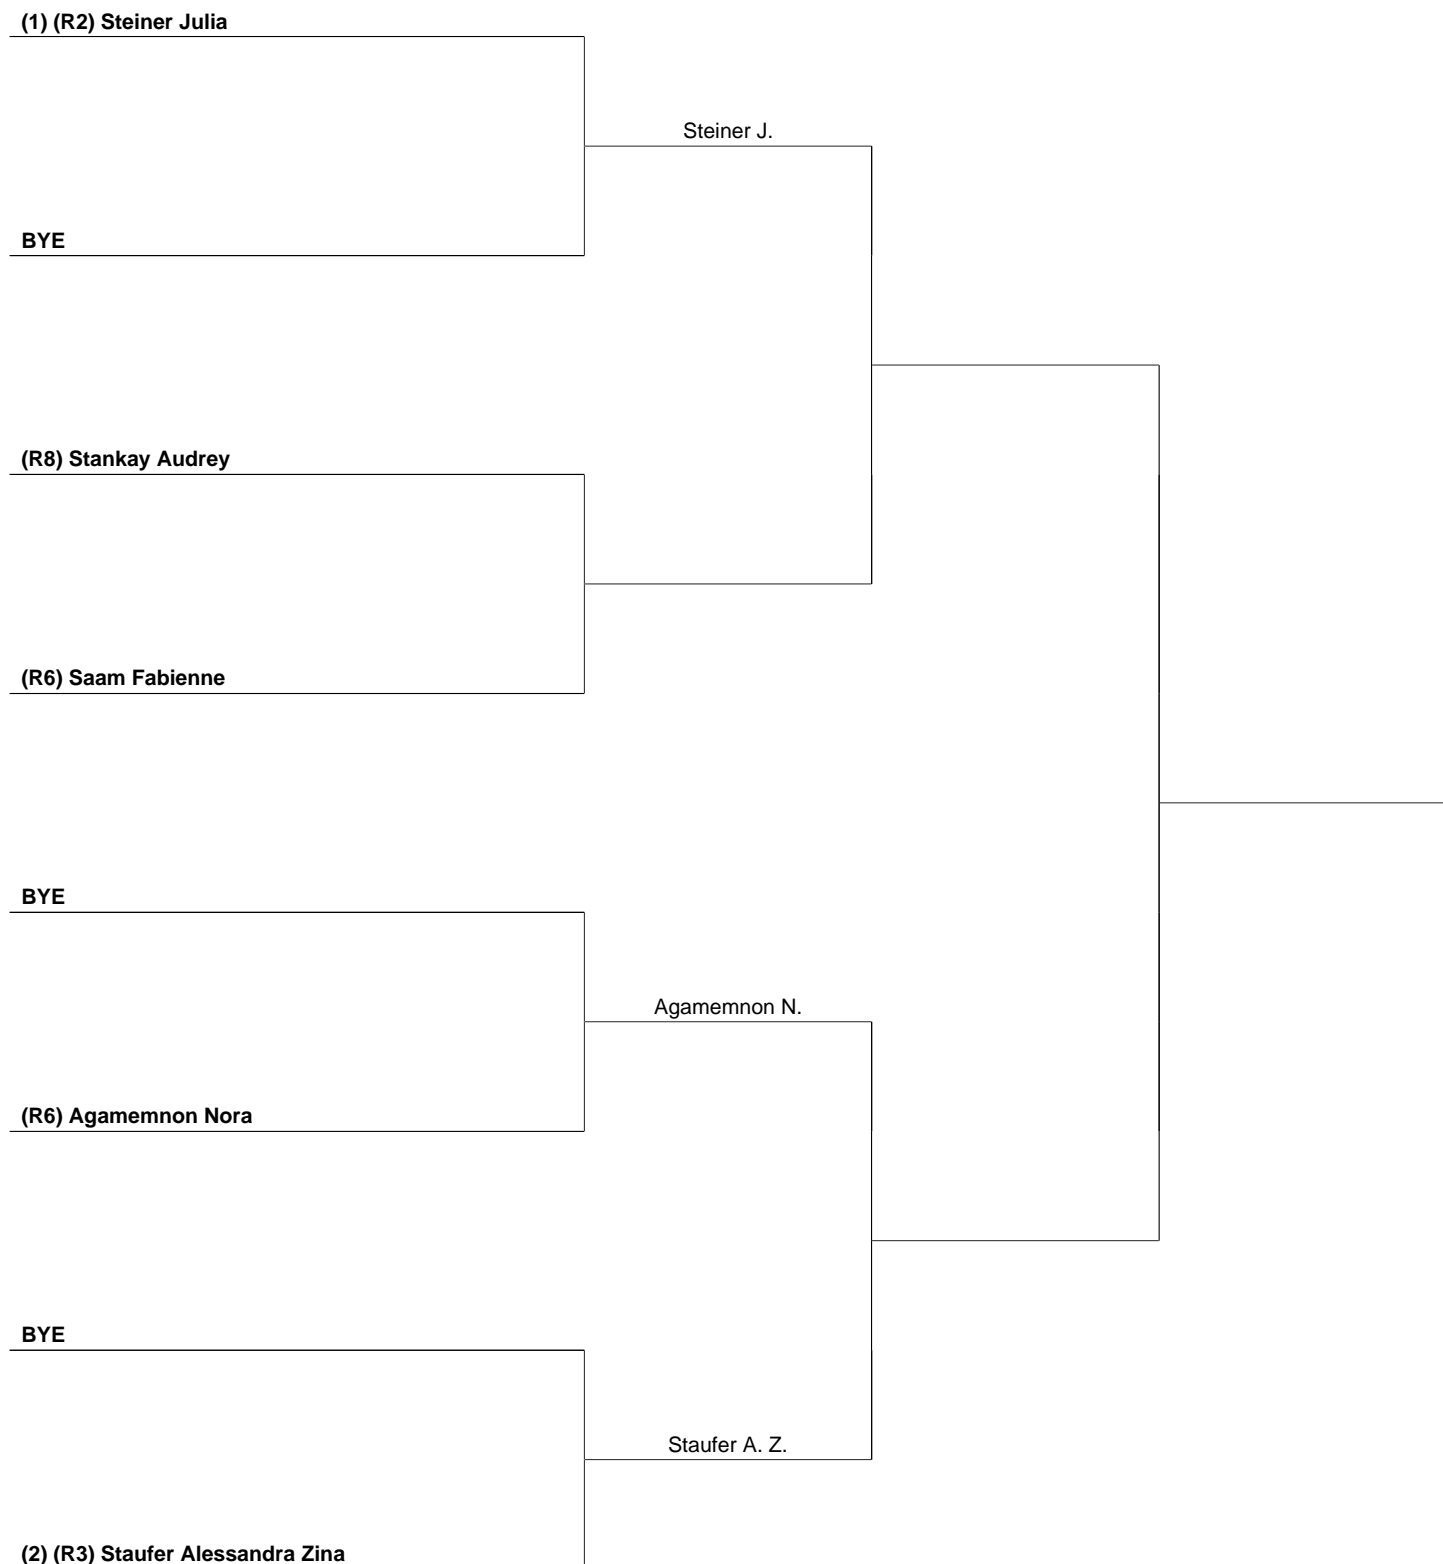 (1) (R2) Steiner Julia
Steiner J.
BYE
(R8) Stankay Audrey
(R6) Saam Fabienne
BYE
Agamemnon N.
(R6) Agamemnon Nora
BYE
Staufer A. Z.
(2) (R3) Staufer Alessandra Zina